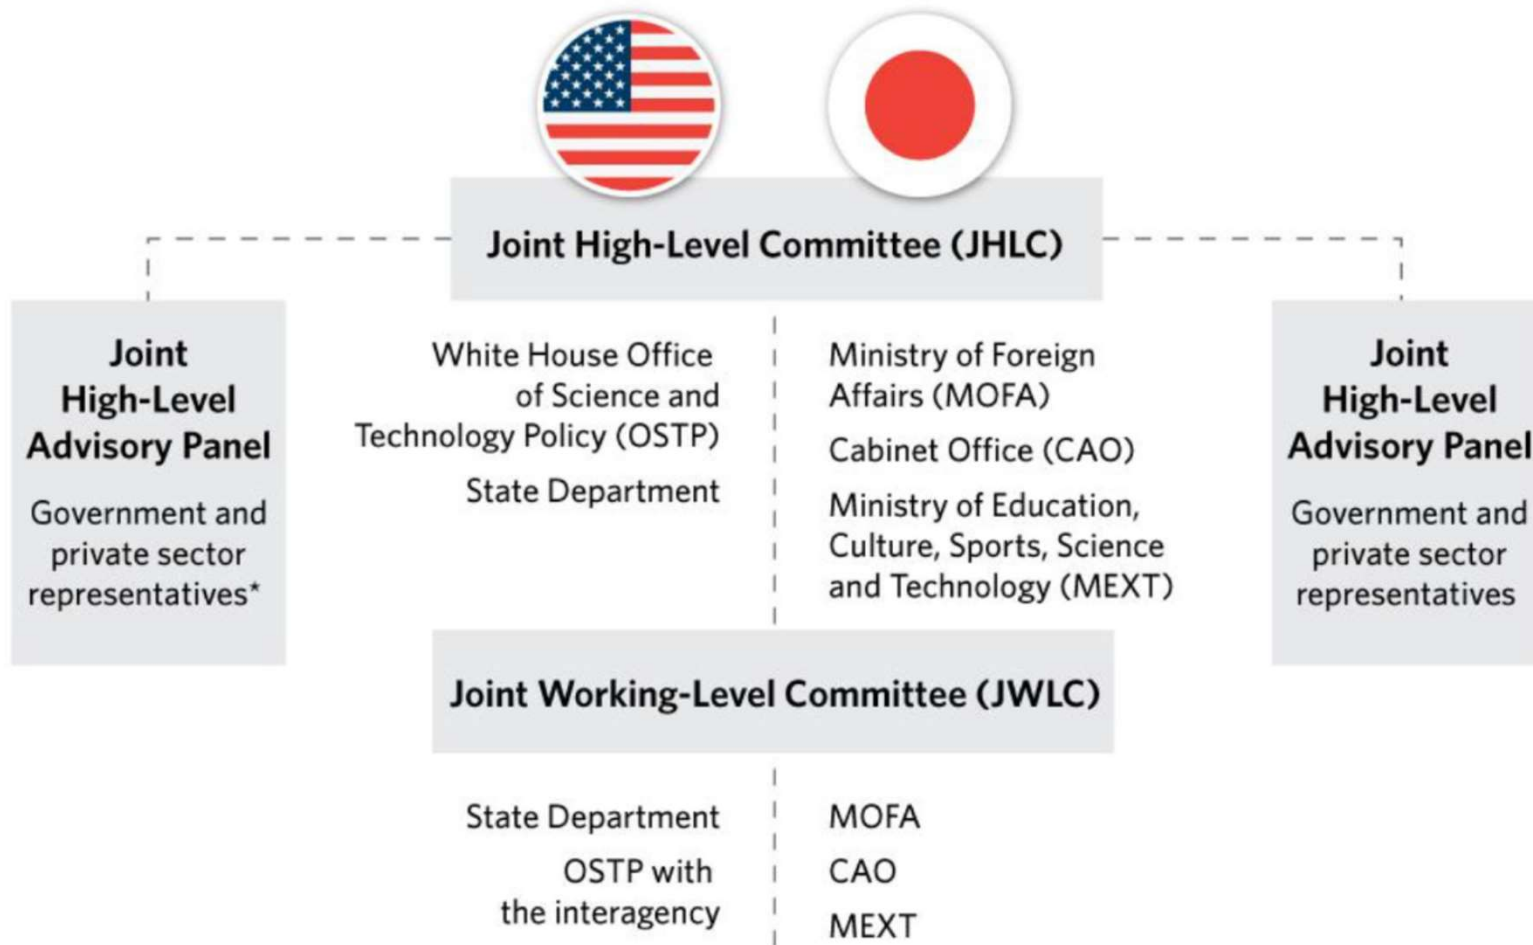 Joint High-Level Committee (JHLC)
Joint
High-Level
Advisory Panel
Government and
private sector
representatives*
White House Office
of Science and
Technology Policy (OSTP)
State Department
Ministry of Foreign
Affairs (MOFA)
Cabinet Office (CAO)
Ministry of Education,
Culture, Sports, Science
and Technology (MEXT)
Joint
High-Level
Advisory Panel
Government and
private sector
representatives
Joint Working-Level Committee (JWLC)
State Department
OSTP with
the interagency
MOFA
CAO
MEXT